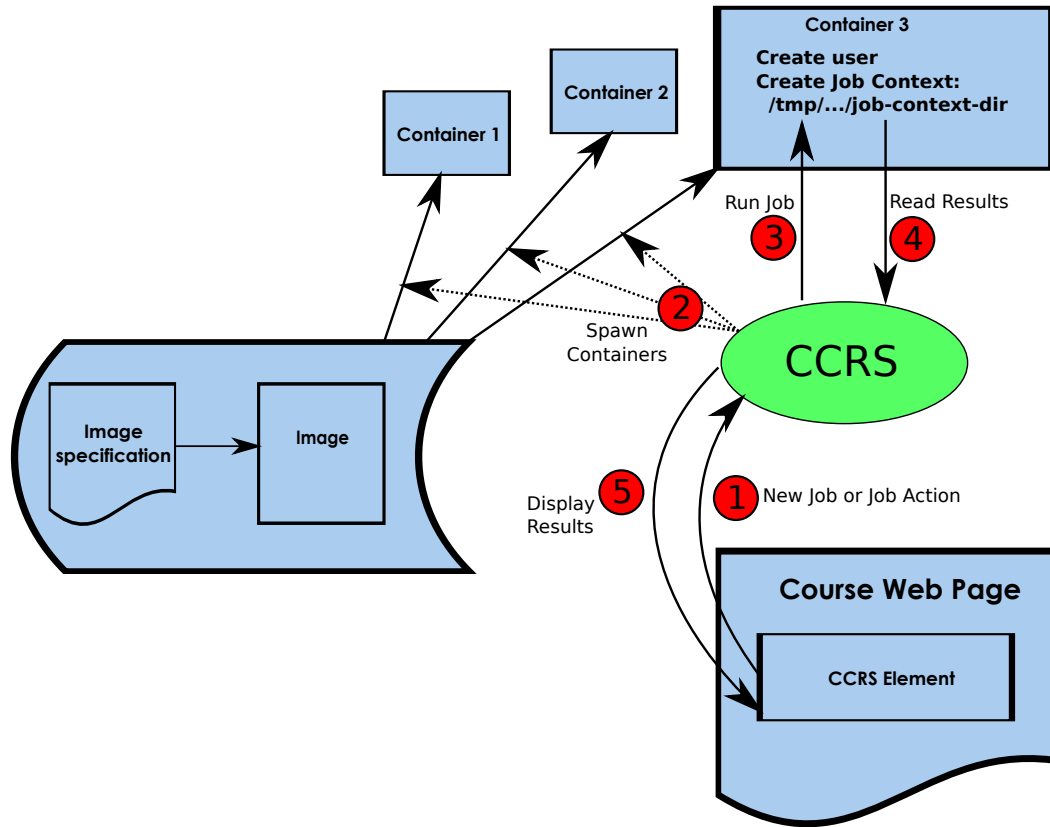 Container 3
Create user
Create Job Context:
/tmp/.../job-context-dir
Container 2
Container 1
Run Job
3
Read Results
4
2
Spawn
Containers
CCRS
Image
specification
Image
5
Display
Results
1
New Job or Job Action
Course Web Page
CCRS Element